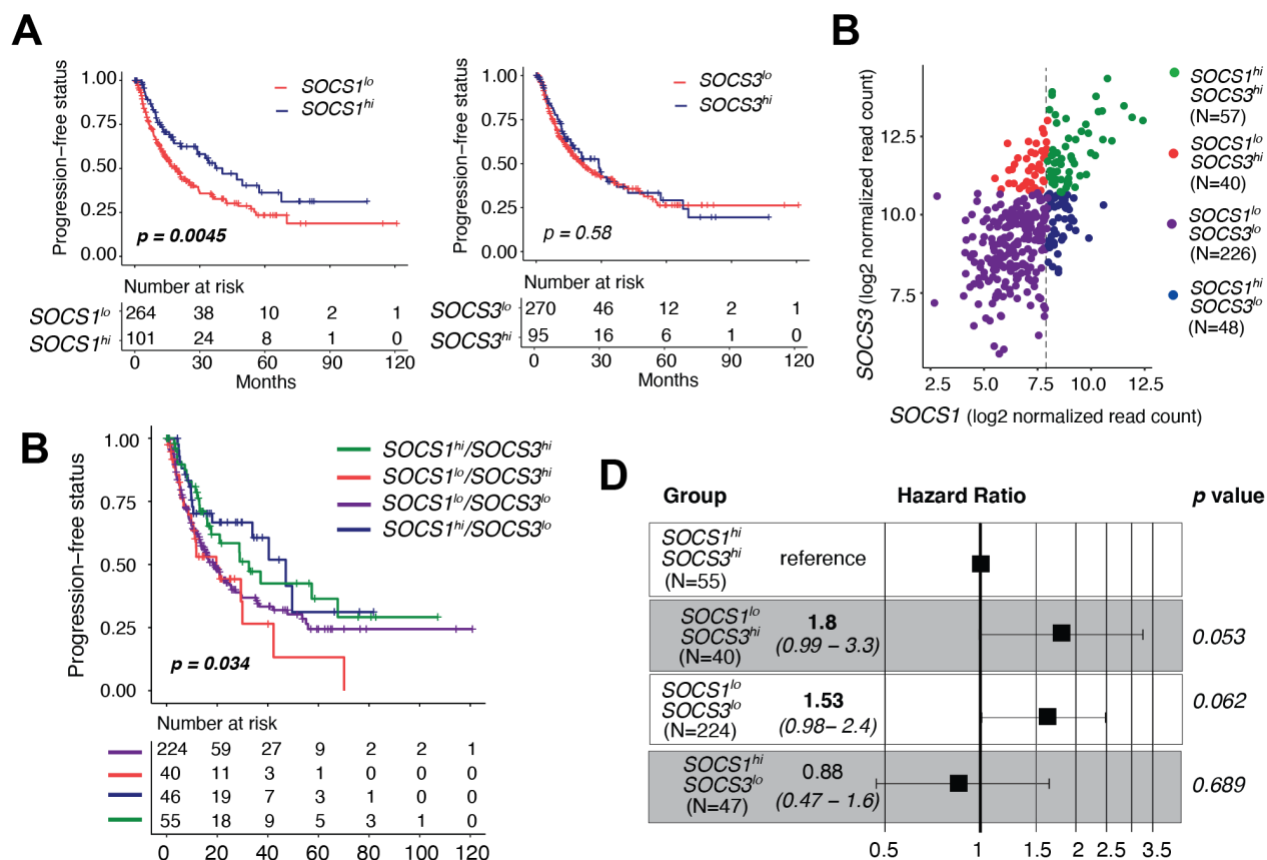 A
Progression-free status
1.00
0.75
0.50
0.25
0.00
SOCS1lo
SOCS1hi
p = 0.0045
Number at risk
SOCS1lo 264 38 10 2 1
SOCS1hi 101 24 8 1 0
0 30 60 90 120
Months
Progression-free status
1.00
0.75
0.50
0.25
0.00
SOCS3lo
SOCS3hi
p = 0.58
Number at risk
SOCS3lo 270 46 12 2 1
SOCS3hi 95 16 6 1 0
0 30 60 90 120
Months
B
SOCS3 (log2 normalized read count)
12.5
10.0
7.5
2.5 5.0 7.5 10.0 12.5
SOCS1 (log2 normalized read count)
SOCS1hi
SOCS3hi
(N=57)
SOCS1lo
SOCS3hi
(N=40)
SOCS1lo
SOCS3lo
(N=226)
SOCS1hi
SOCS3lo
(N=48)
B
Progression-free status
1.00
0.75
0.50
0.25
0.00
SOCS1hi/SOCS3hi
SOCS1lo/SOCS3hi
SOCS1lo/SOCS3lo
SOCS1hi/SOCS3lo
p = 0.034
Number at risk
224 59 27 9 2 2 1
40 11 3 1 0 0 0
46 19 7 3 1 0 0
55 18 9 5 3 1 0
0 20 40 60 80 100 120
D
Group Hazard Ratio p value
SOCS1hi
SOCS3hi
(N=55)
reference
SOCS1lo
SOCS3hi
(N=40)
1.8
(0.99 – 3.3)
0.053
SOCS1lo
SOCS3lo
(N=224)
1.53
(0.98– 2.4)
0.062
SOCS1hi
SOCS3lo
(N=47)
0.88
(0.47 – 1.6)
0.689
0.5 1 1.5 2 2.5 3.5